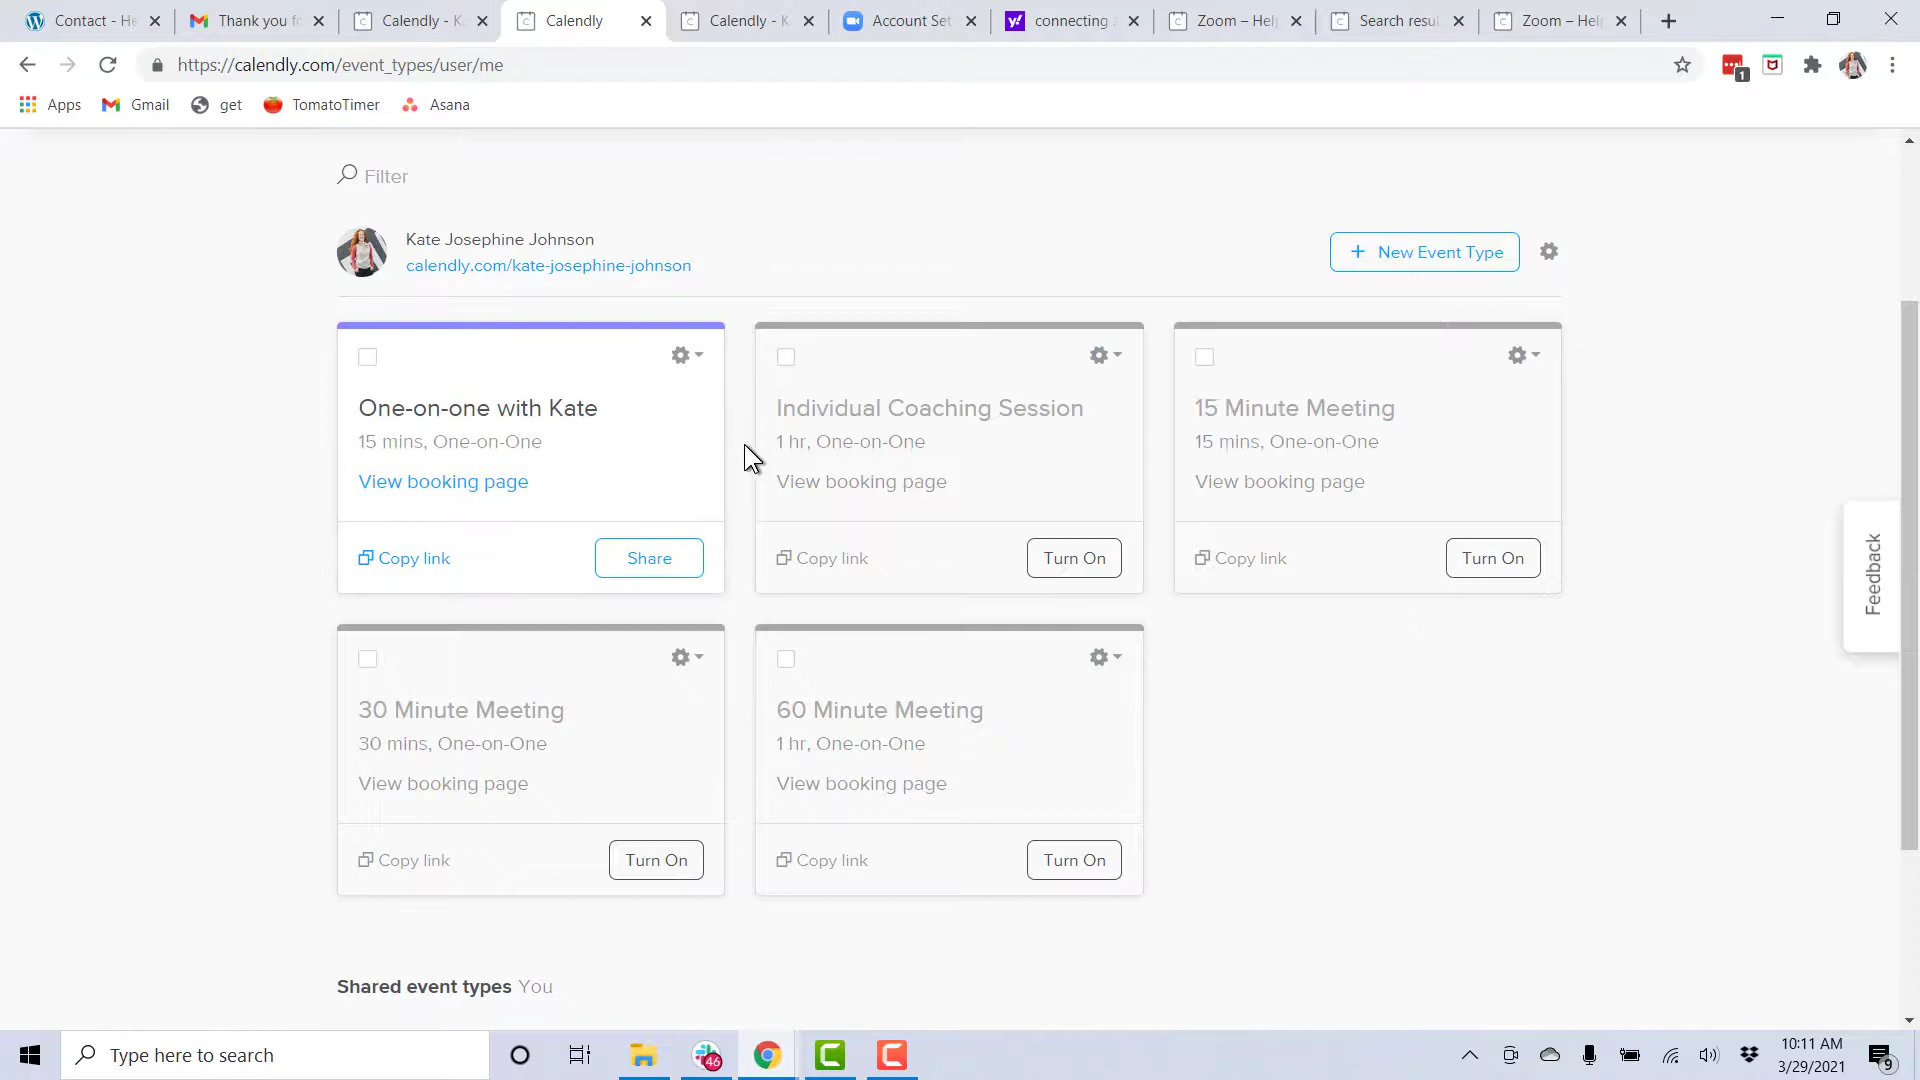 Contact - He
Thank you fo
Calendly - K
Calendly
Calendly - K
Account Set
connecting
Zoom – Help
Search resul
Zoom – Help
https://calendly.com/event_types/user/me
1
Apps
Gmail
get
TomatoTimer
Asana
Filter
Kate Josephine Johnson
calendly.com/kate-josephine-johnson
+ New Event Type
One-on-one with Kate
15 mins, One-on-One
View booking page
Copy link
Share
Individual Coaching Session
1 hr, One-on-One
View booking page
Copy link
Turn On
15 Minute Meeting
15 mins, One-on-One
View booking page
Copy link
Turn On
30 Minute Meeting
30 mins, One-on-One
View booking page
Copy link
Turn On
60 Minute Meeting
1 hr, One-on-One
View booking page
Copy link
Turn On
Feedback
Shared event types You
Type here to search
46
10:11 AM
3/29/2021
9